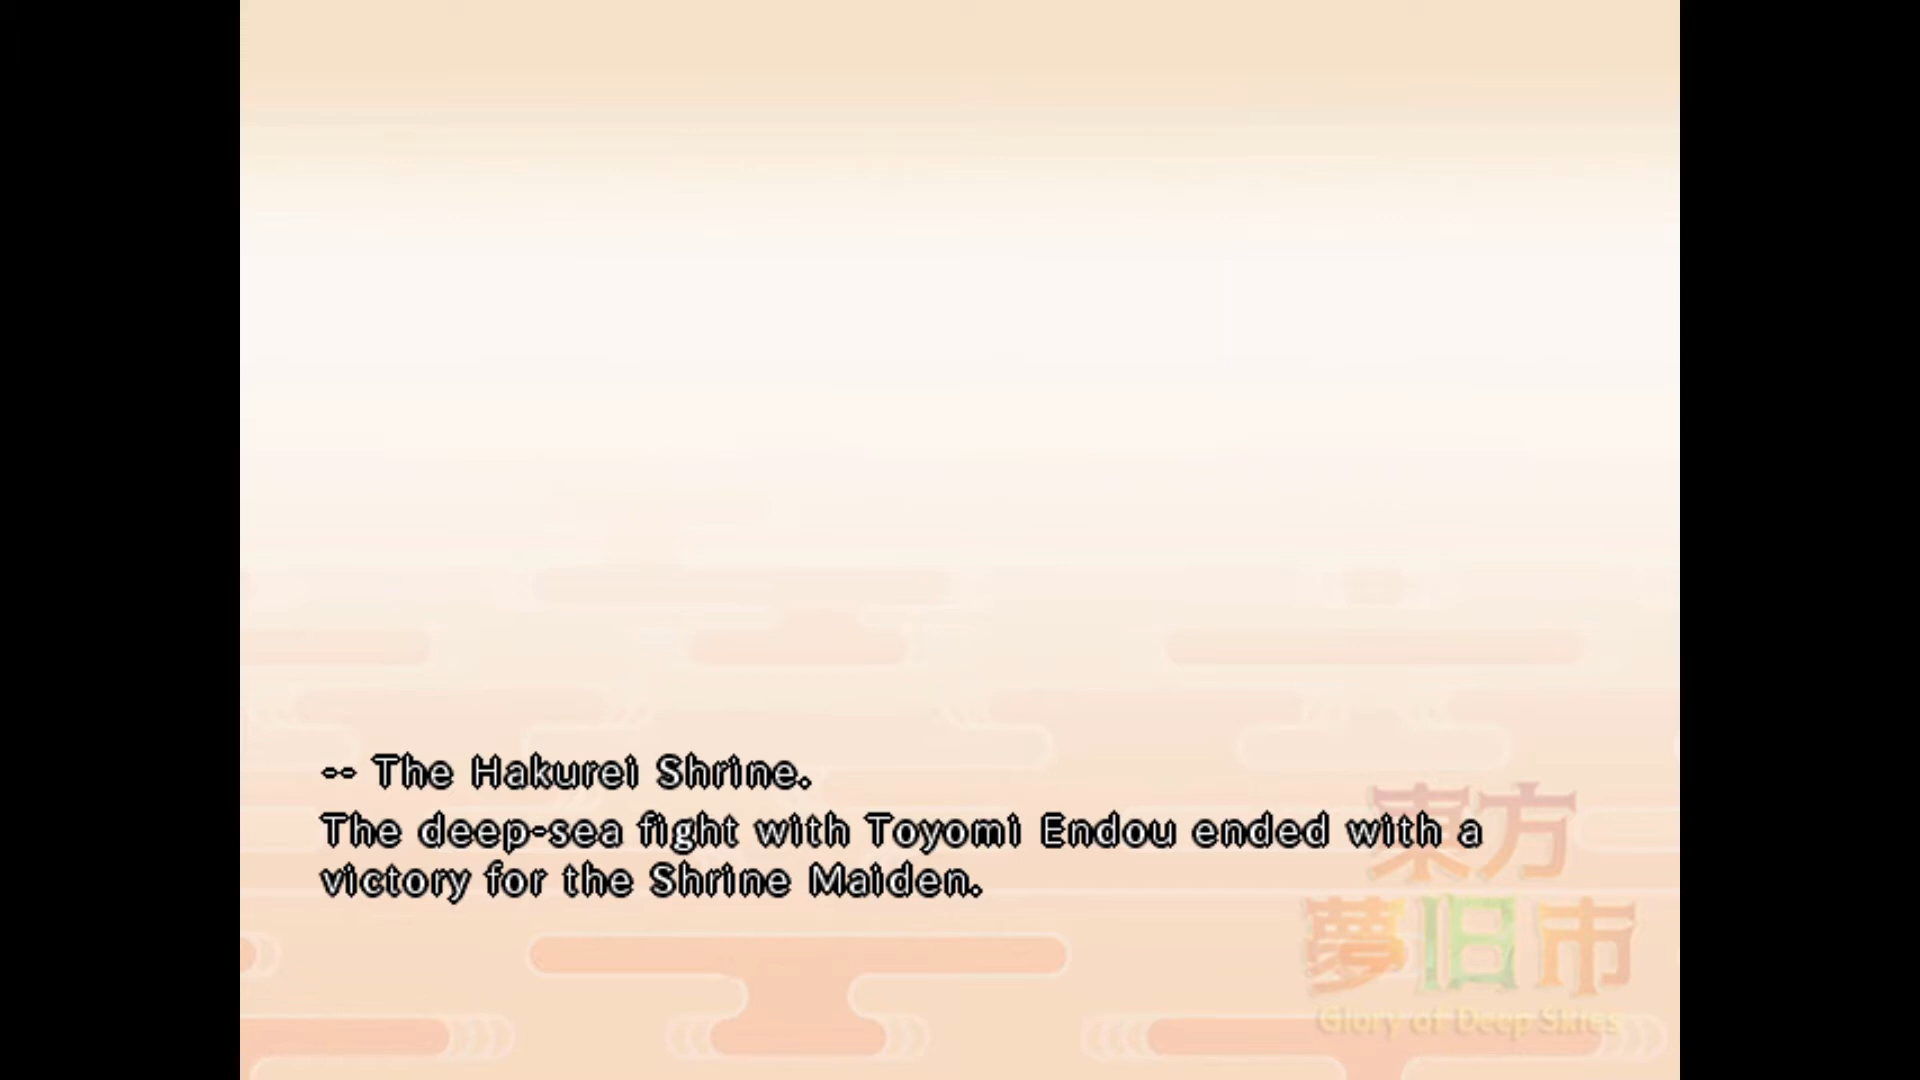 -- The Hakurei Shrine.
The deep-sea fight with Toyomi Endou ended with a
victory for the Shrine Maiden.
東方
夢旧市
Glory of Deep Skies